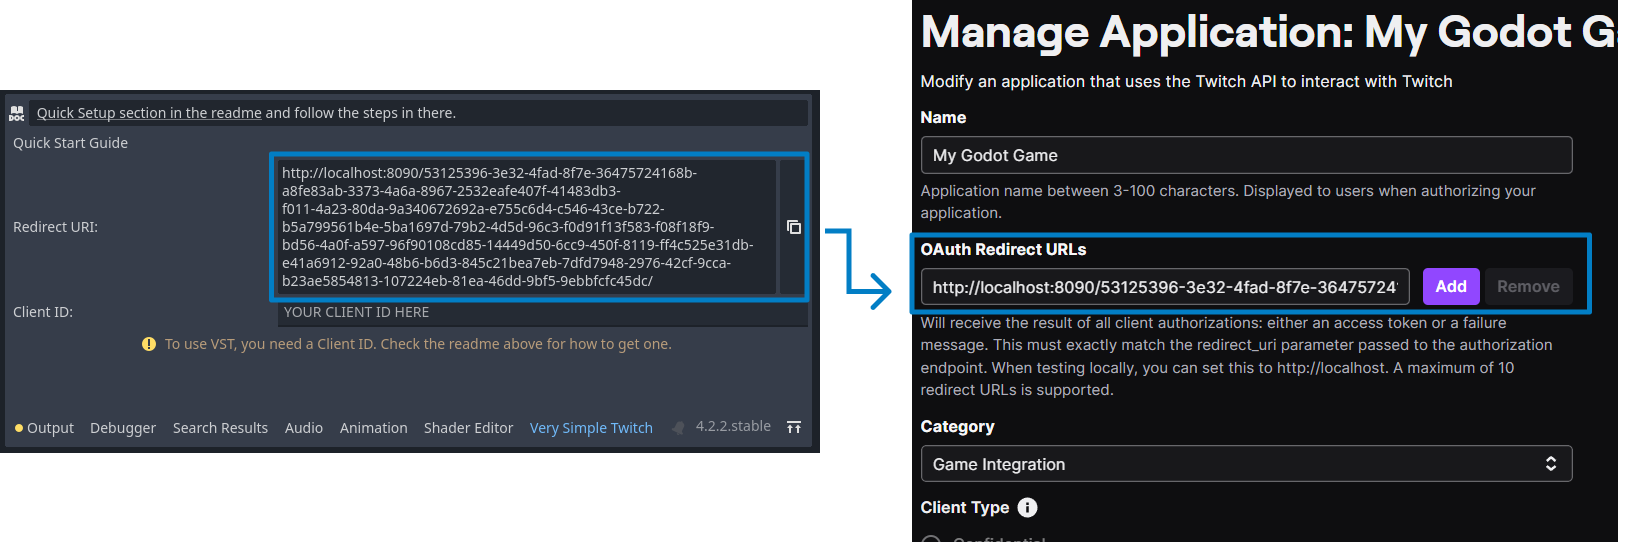 DOC
Quick Setup section in the readme and follow the steps in there.
Quick Start Guide
Redirect URI:
http://localhost:8090/53125396-3e32-4fad-8f7e-36475724168b-
a8fe83ab-3373-4a6a-8967-2532eafe407f-41483db3-
f011-4a23-80da-9a340672692a-e755c6d4-c546-43ce-b722-
b5a799561b4e-5ba1697d-79b2-4d5d-96c3-f0d91f13f583-f08f18f9-
bd56-4a0f-a597-96f90108cd85-14449d50-6cc9-450f-8119-ff4c525e31db-
e41a6912-92a0-48b6-b6d3-845c21bea7eb-7dfd7948-2976-42cf-9cca-
b23ae5854813-107224eb-81ea-46dd-9bf5-9ebbfcfc45dc/
Client ID:
YOUR CLIENT ID HERE
To use VST, you need a Client ID. Check the readme above for how to get one.
Output Debugger Search Results Audio Animation Shader Editor Very Simple Twitch 4.2.2.stable
Manage Application: My Godot Ga
Modify an application that uses the Twitch API to interact with Twitch
Name
My Godot Game
Application name between 3-100 characters. Displayed to users when authorizing your
application.
OAuth Redirect URLs
http://localhost:8090/53125396-3e32-4fad-8f7e-36475724
Add
Remove
Will receive the result of all client authorizations: either an access token or a failure
message. This must exactly match the redirect_uri parameter passed to the authorization
endpoint. When testing locally, you can set this to http://localhost. A maximum of 10
redirect URLs is supported.
Category
Game Integration
Client Type
Confidential